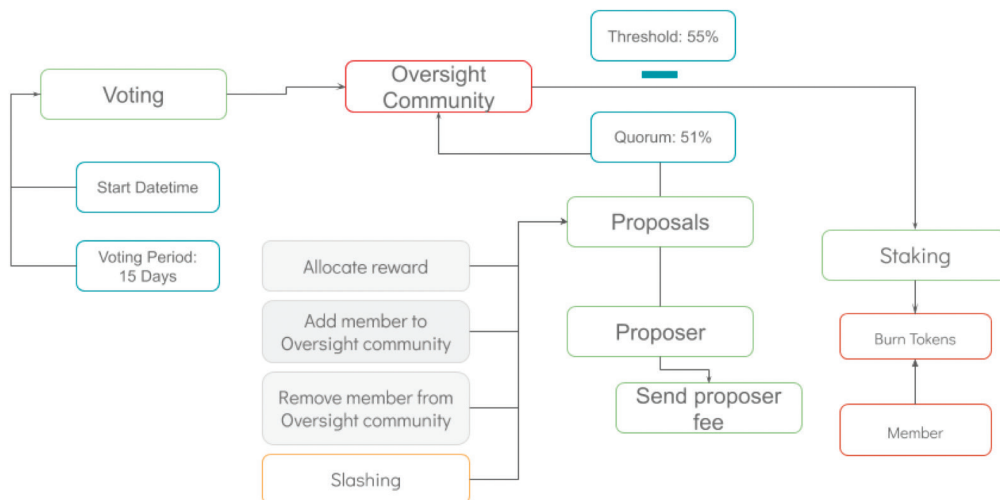 Threshold: 55%
Voting
Oversight
Community
Quorum: 51%
Start Datetime
Proposals
Voting Period:
15 Days
Allocate reward
Staking
Add member to
Oversight community
Proposer
Burn Tokens
Remove member from
Oversight community
Send proposer
fee
Member
Slashing